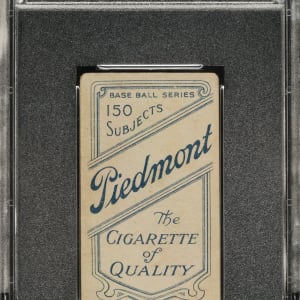 BASE BALL SERIES
150
SUBJECTS
Piedmont
The
CIGARETTE
of
QUALITY